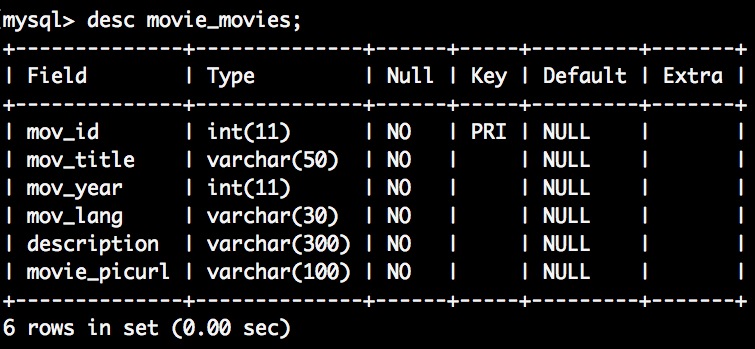 mysql> desc movie_movies;
+--------------+--------------+------+-----+---------+-------+
| Field        | Type         | Null | Key | Default | Extra |
+--------------+--------------+------+-----+---------+-------+
| mov_id       | int(11)      | NO   | PRI | NULL    |       |
| mov_title    | varchar(50)  | NO   |     | NULL    |       |
| mov_year     | int(11)      | NO   |     | NULL    |       |
| mov_lang     | varchar(30)  | NO   |     | NULL    |       |
| description  | varchar(300) | NO   |     | NULL    |       |
| movie_picurl | varchar(100) | NO   |     | NULL    |       |
+--------------+--------------+------+-----+---------+-------+
6 rows in set (0.00 sec)